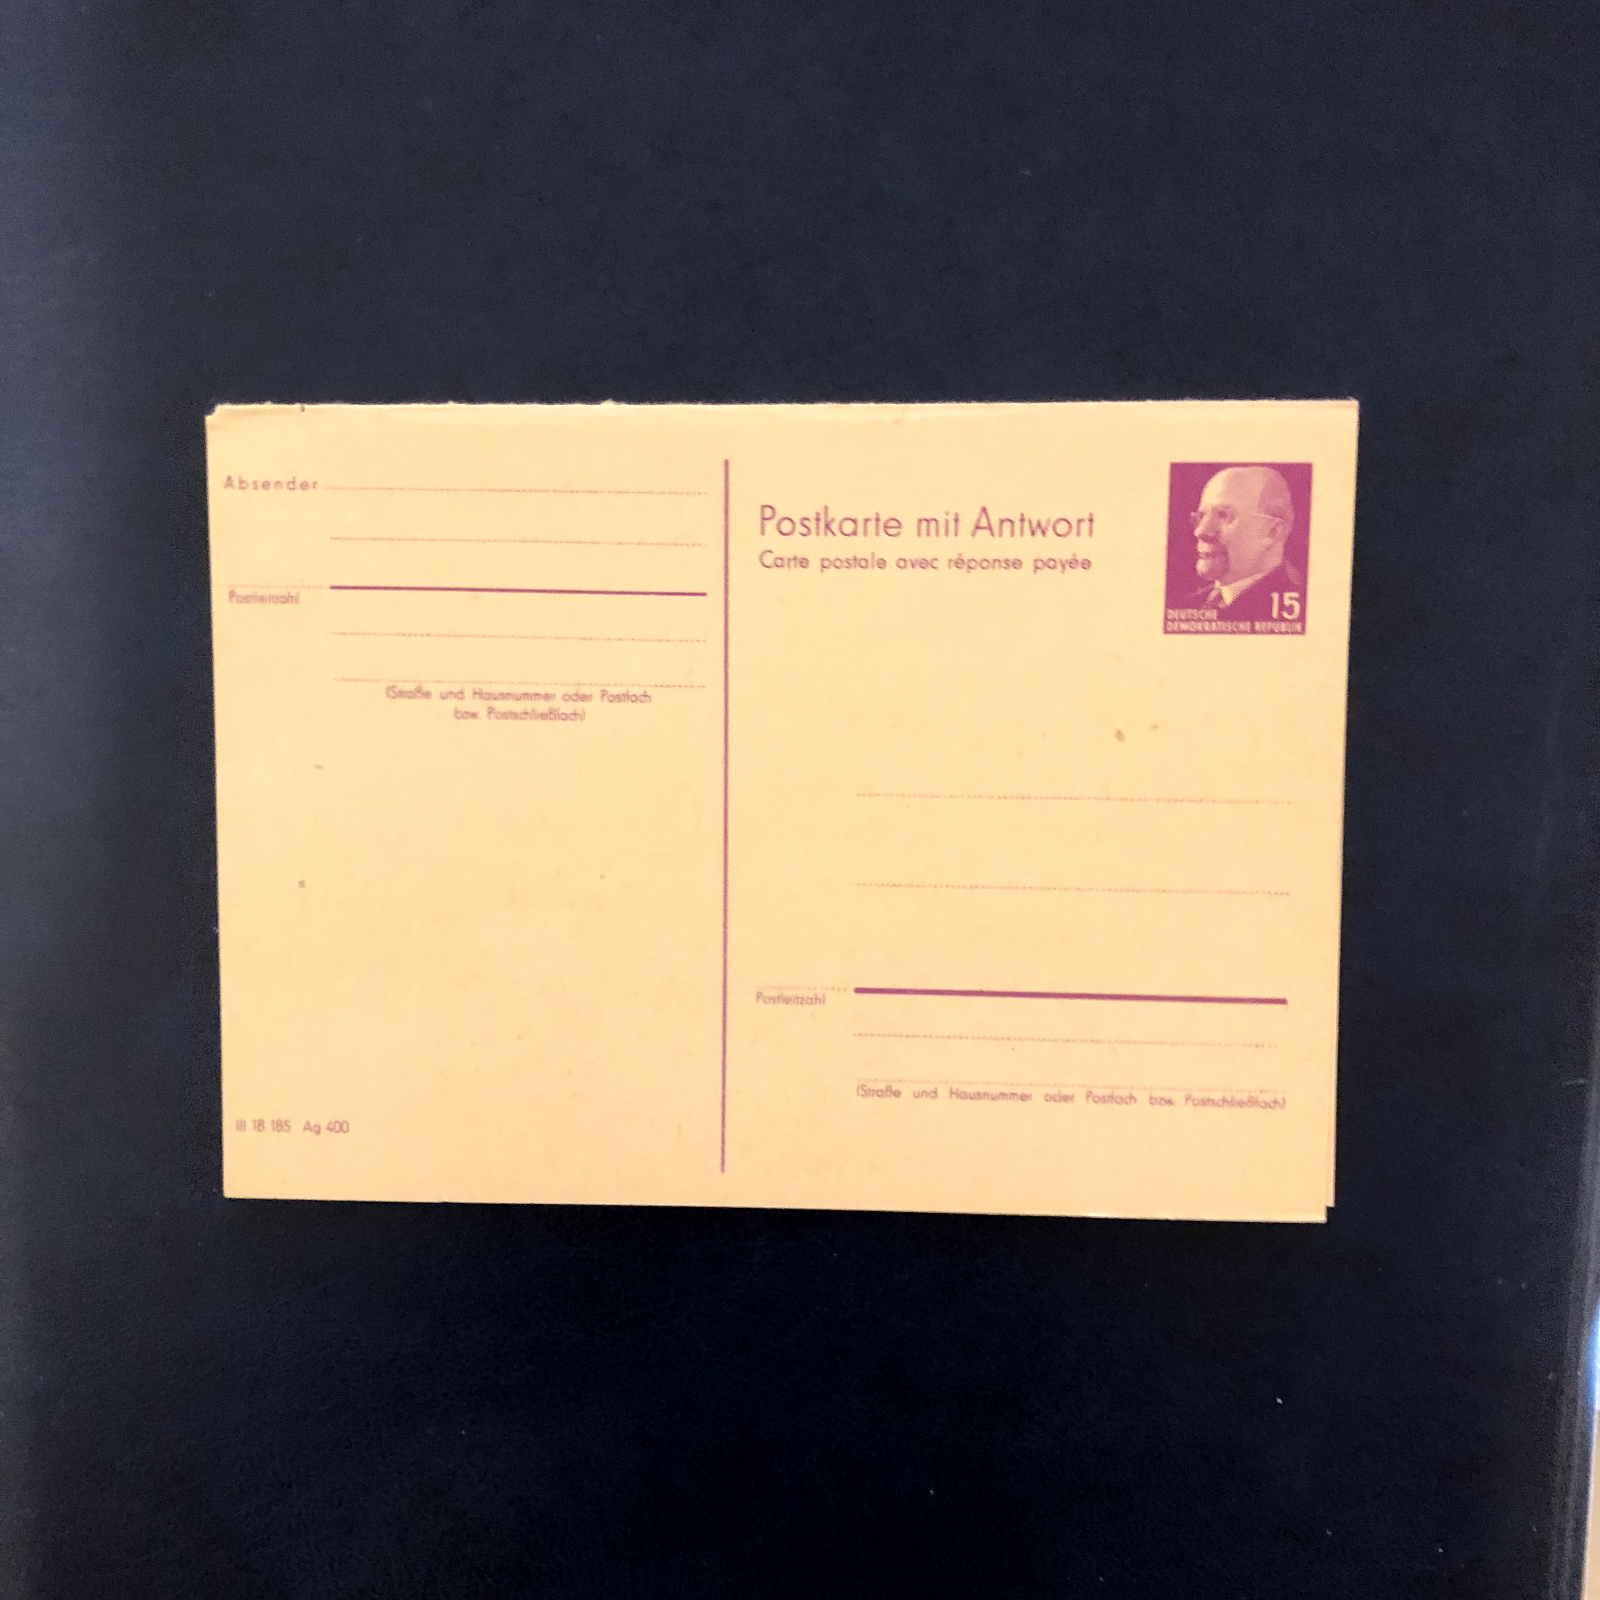 Absender
Postleitzahl
(Straße und Hausnummer oder Postfach
bzw. Postschließfach)
III 18 185 Ag 400
Postkarte mit Antwort
Carte postale avec réponse payée
15
DEUTSCHE
DEMOKRATISCHE REPUBLIK
Postleitzahl
(Straße und Hausnummer oder Postfach bzw. Postschließfach)